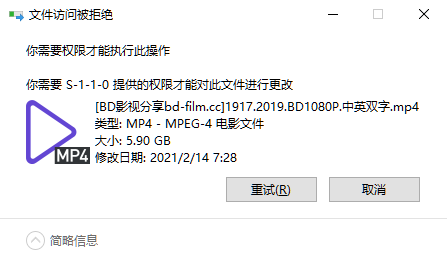 文件访问被拒绝
你需要权限才能执行此操作
你需要 S-1-1-0 提供的权限才能对此文件进行更改
[BD影视分享bd-film.cc]1917.2019.BD1080P.中英双字.mp4
类型: MP4 - MPEG-4 电影文件
大小: 5.90 GB
修改日期: 2021/2/14 7:28
MP4
重试(R)
取消
简略信息